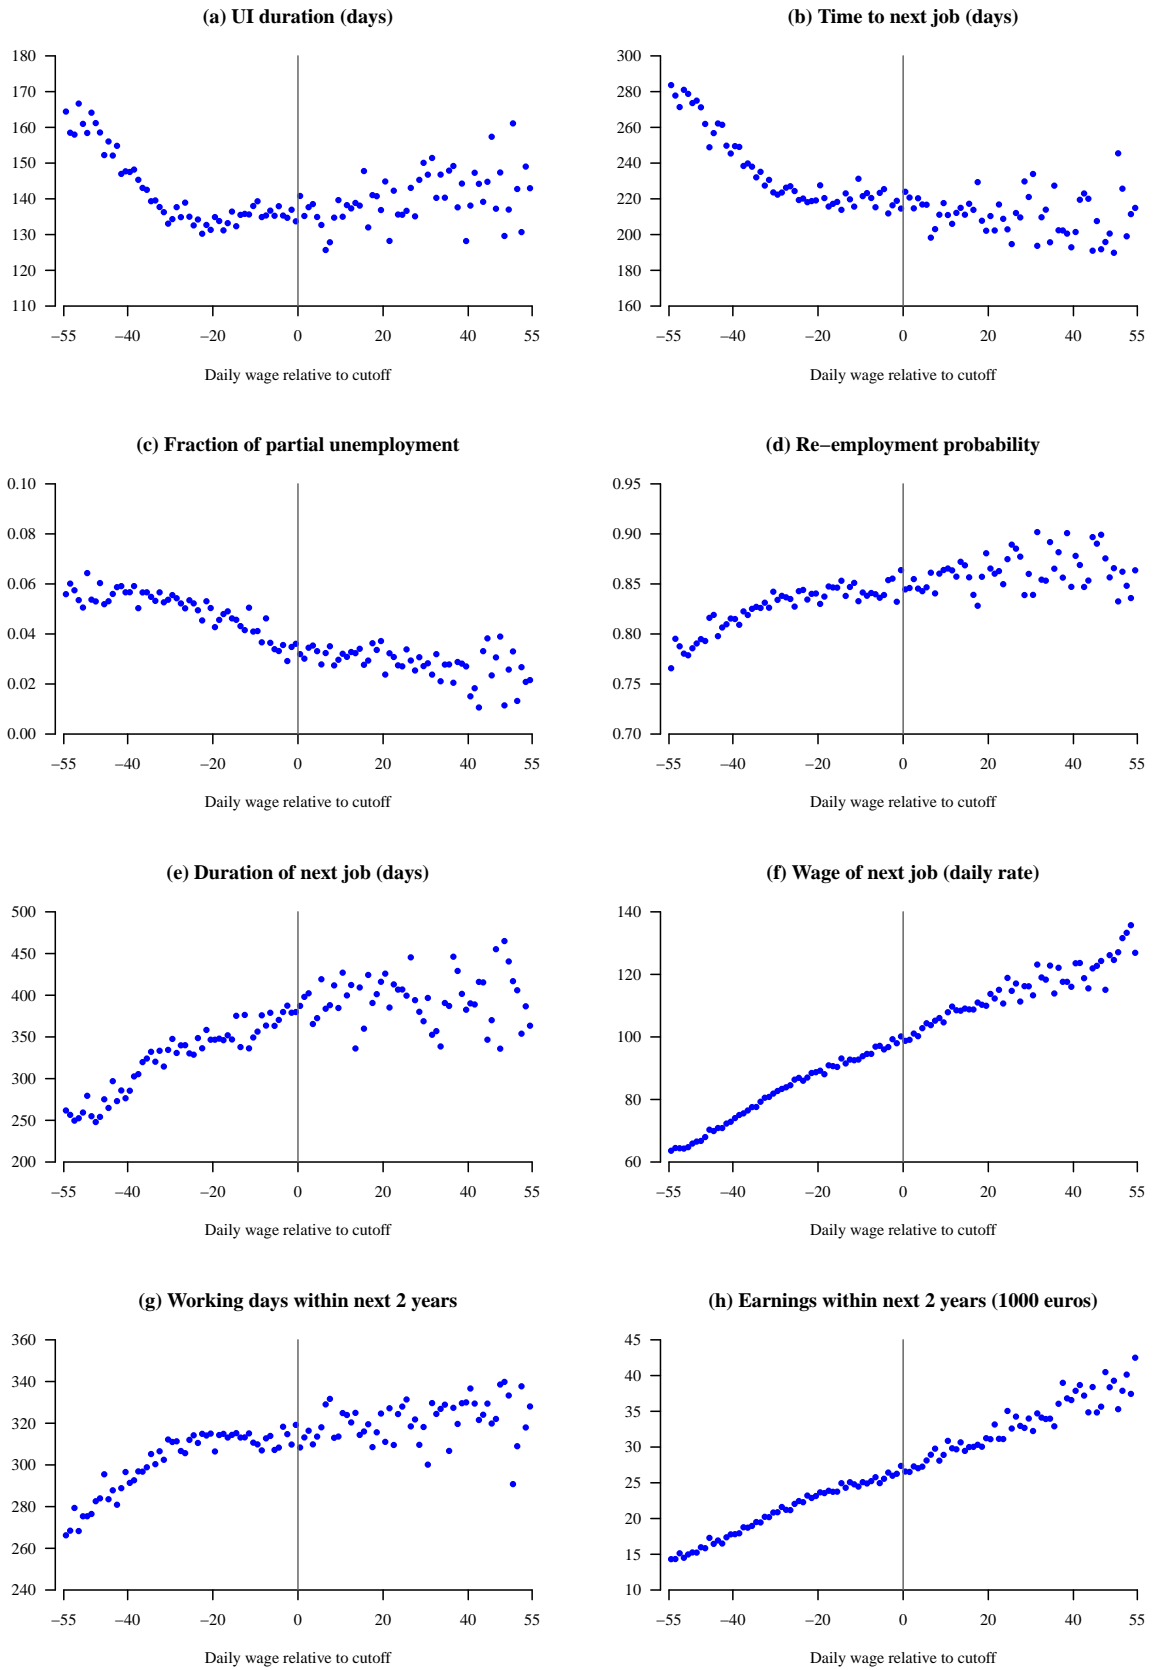 (a) UI duration (days)
180
170
160
150
140
130
120
110
−55 −40 −20 0 20 40 55
Daily wage relative to cutoff
(b) Time to next job (days)
300
280
260
240
220
200
180
160
−55 −40 −20 0 20 40 55
Daily wage relative to cutoff
(c) Fraction of partial unemployment
0.10
0.08
0.06
0.04
0.02
0.00
−55 −40 −20 0 20 40 55
Daily wage relative to cutoff
(d) Re−employment probability
0.95
0.90
0.85
0.80
0.75
0.70
−55 −40 −20 0 20 40 55
Daily wage relative to cutoff
(e) Duration of next job (days)
500
450
400
350
300
250
200
−55 −40 −20 0 20 40 55
Daily wage relative to cutoff
(f) Wage of next job (daily rate)
140
120
100
80
60
−55 −40 −20 0 20 40 55
Daily wage relative to cutoff
(g) Working days within next 2 years
360
340
320
300
280
260
240
−55 −40 −20 0 20 40 55
Daily wage relative to cutoff
(h) Earnings within next 2 years (1000 euros)
45
40
35
30
25
20
15
10
−55 −40 −20 0 20 40 55
Daily wage relative to cutoff